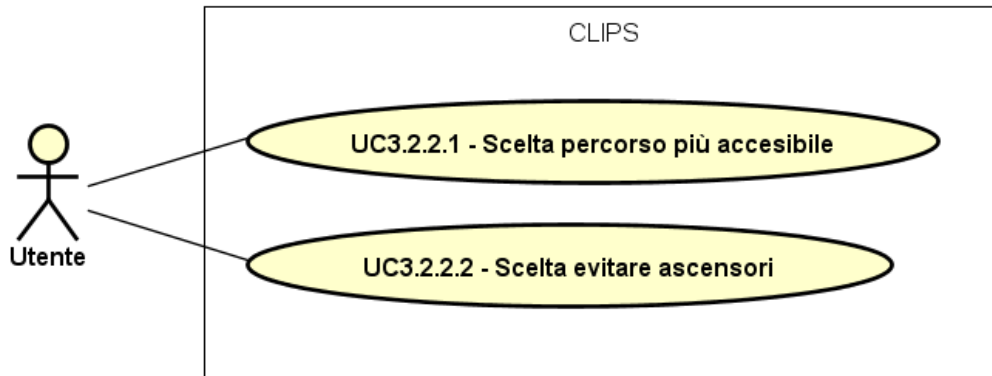 CLIPS
UC3.2.2.1 - Scelta percorso più accesibile
Utente
UC3.2.2.2 - Scelta evitare ascensori